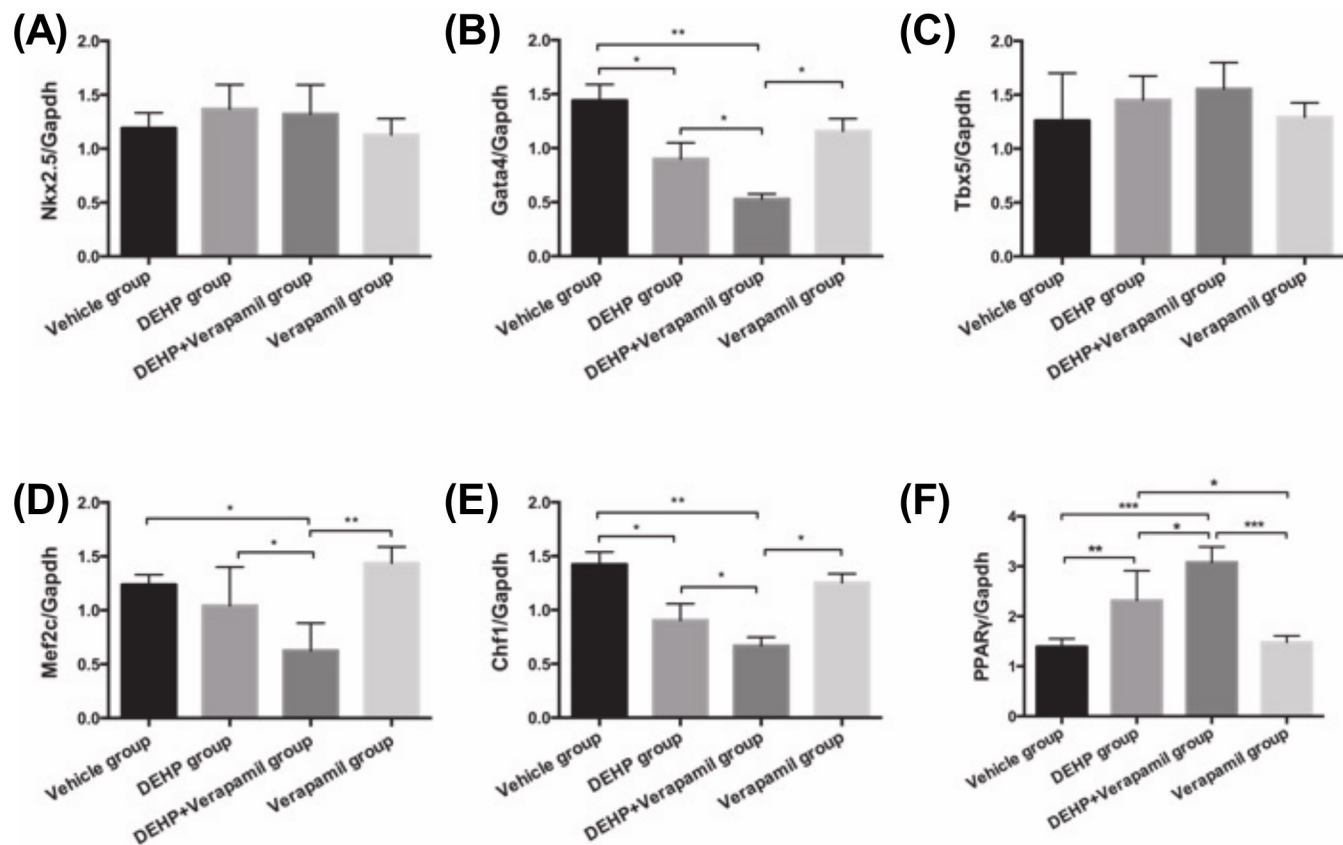 (A)
Nkx2.5/Gapdh
2.0
1.5
1.0
0.5
0.0
Vehicle group
DEHP group
DEHP+Verapamil group
Verapamil group
(B)
Gata4/Gapdh
2.0
1.5
1.0
0.5
0.0
**
*
*
*
Vehicle group
DEHP group
DEHP+Verapamil group
Verapamil group
(C)
Tbx5/Gapdh
2.0
1.5
1.0
0.5
0.0
Vehicle group
DEHP group
DEHP+Verapamil group
Verapamil group
(D)
Mef2c/Gapdh
2.0
1.5
1.0
0.5
0.0
*
**
*
Vehicle group
DEHP group
DEHP+Verapamil group
Verapamil group
(E)
Chf1/Gapdh
2.0
1.5
1.0
0.5
0.0
**
*
*
*
Vehicle group
DEHP group
DEHP+Verapamil group
Verapamil group
(F)
PPARγ/Gapdh
4
3
2
1
0
*
***
*
***
**
Vehicle group
DEHP group
DEHP+Verapamil group
Verapamil group